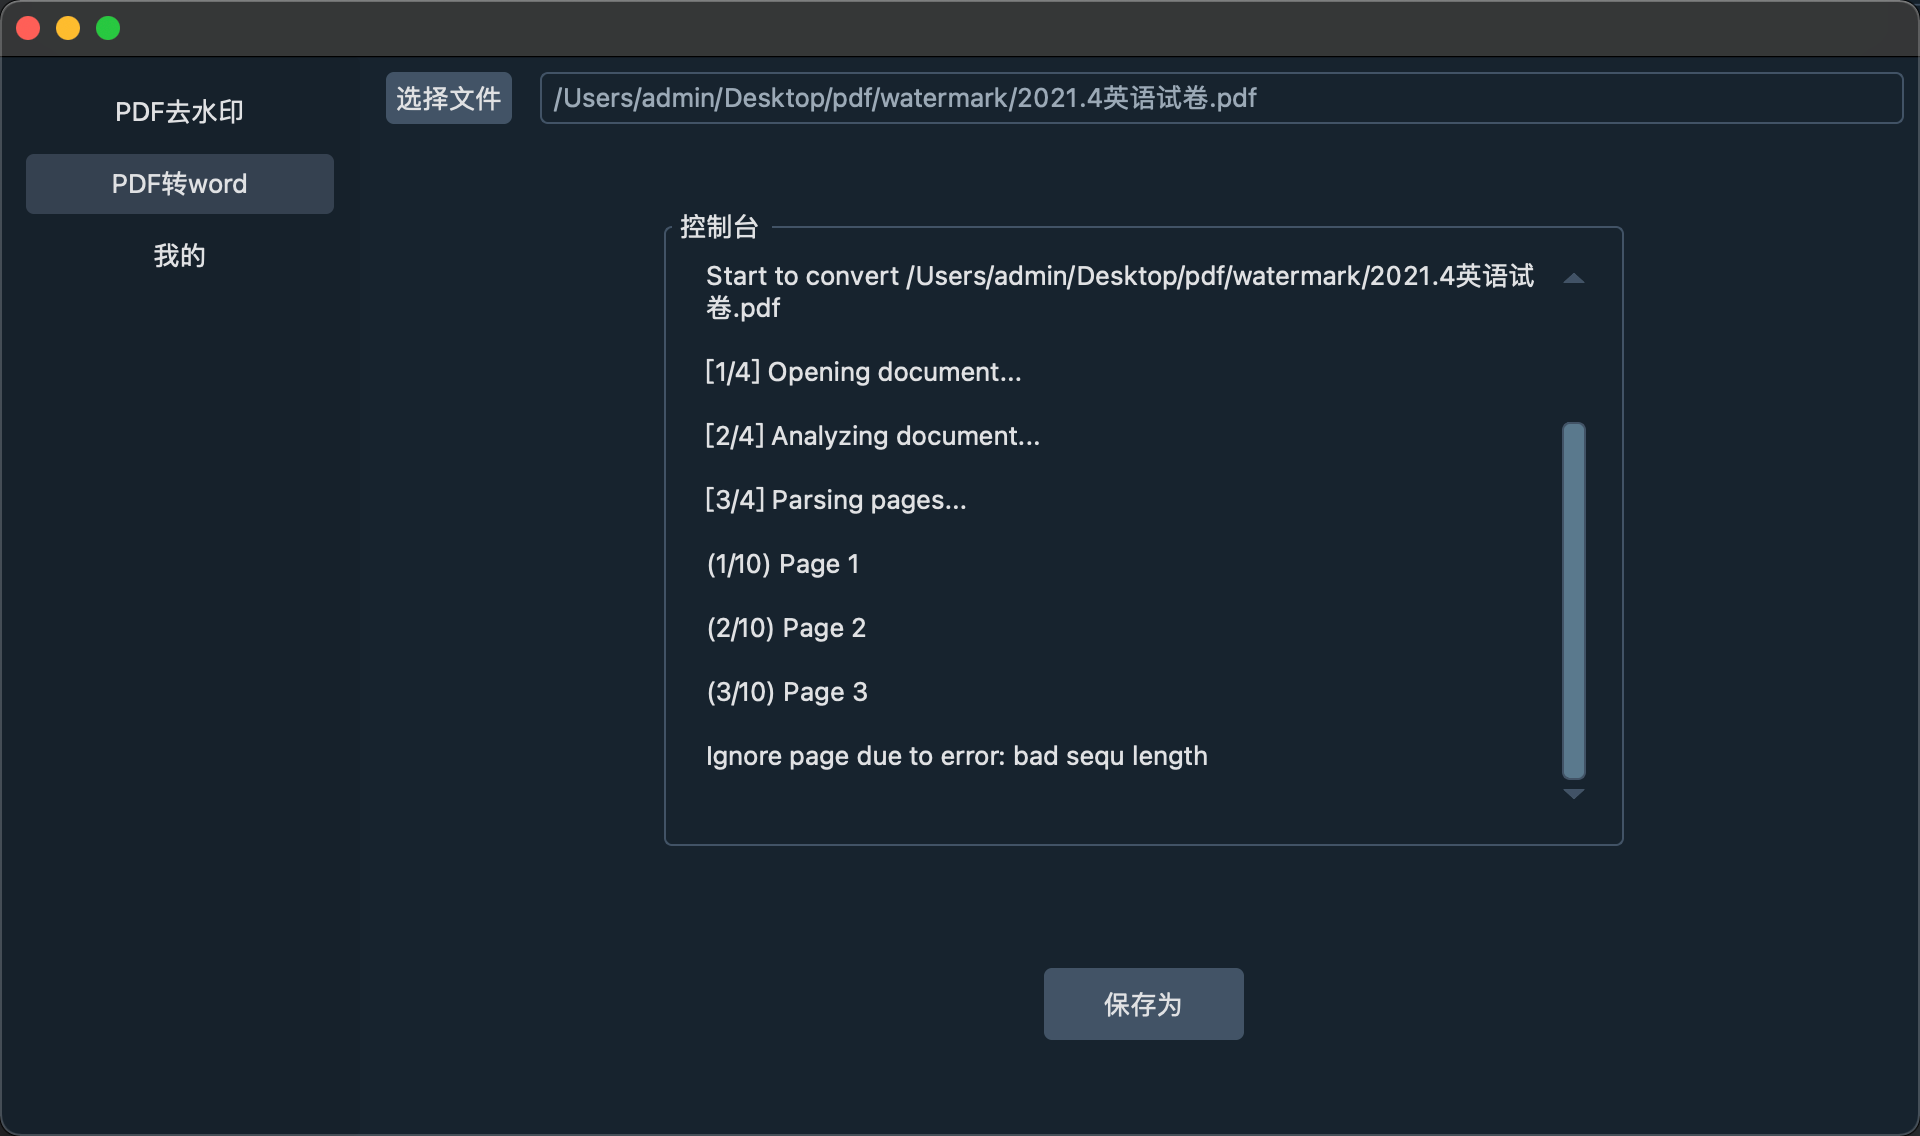 PDF去水印
PDF转word
我的
选择文件
/Users/admin/Desktop/pdf/watermark/2021.4英语试卷.pdf
控制台
Start to convert /Users/admin/Desktop/pdf/watermark/2021.4英语试
卷.pdf
[1/4] Opening document...
[2/4] Analyzing document...
[3/4] Parsing pages...
(1/10) Page 1
(2/10) Page 2
(3/10) Page 3
Ignore page due to error: bad sequ length
保存为